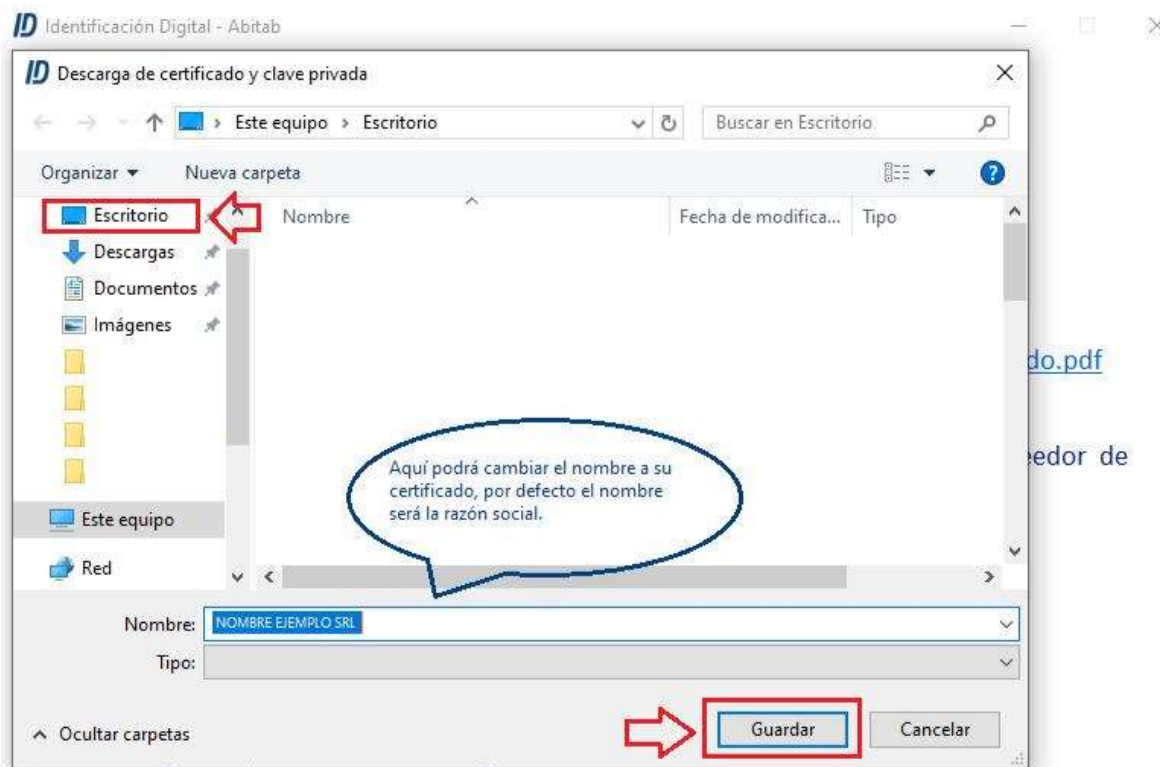 ID Identificación Digital - Abitab
ID Descarga de certificado y clave privada
Este equipo > Escritorio
Buscar en Escritorio
Organizar
Nueva carpeta
Escritorio
Nombre
Fecha de modifica...
Tipo
Descargas
Documentos
Imágenes
do.pdf
Aquí podrá cambiar el nombre a su
certificado, por defecto el nombre
será la razón social.
eedor de
Este equipo
Red
Nombre: NOMBRE EJEMPLO SRL
Tipo:
Ocultar carpetas
Guardar
Cancelar